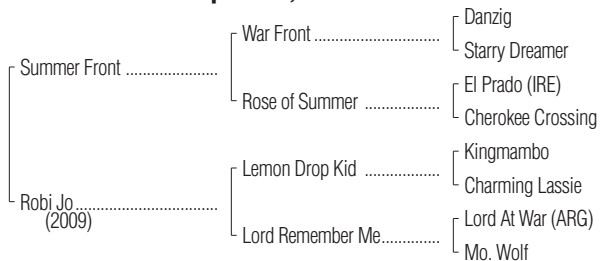 Danzig
War Front ..............................
Starry Dreamer
Summer Front ......................
El Prado (IRE)
Rose of Summer ..................
Cherokee Crossing
Kingmambo
Lemon Drop Kid ..................
Charming Lassie
Robi Jo..................................
(2009)
Lord At War (ARG)
Lord Remember Me..............
Mo. Wolf